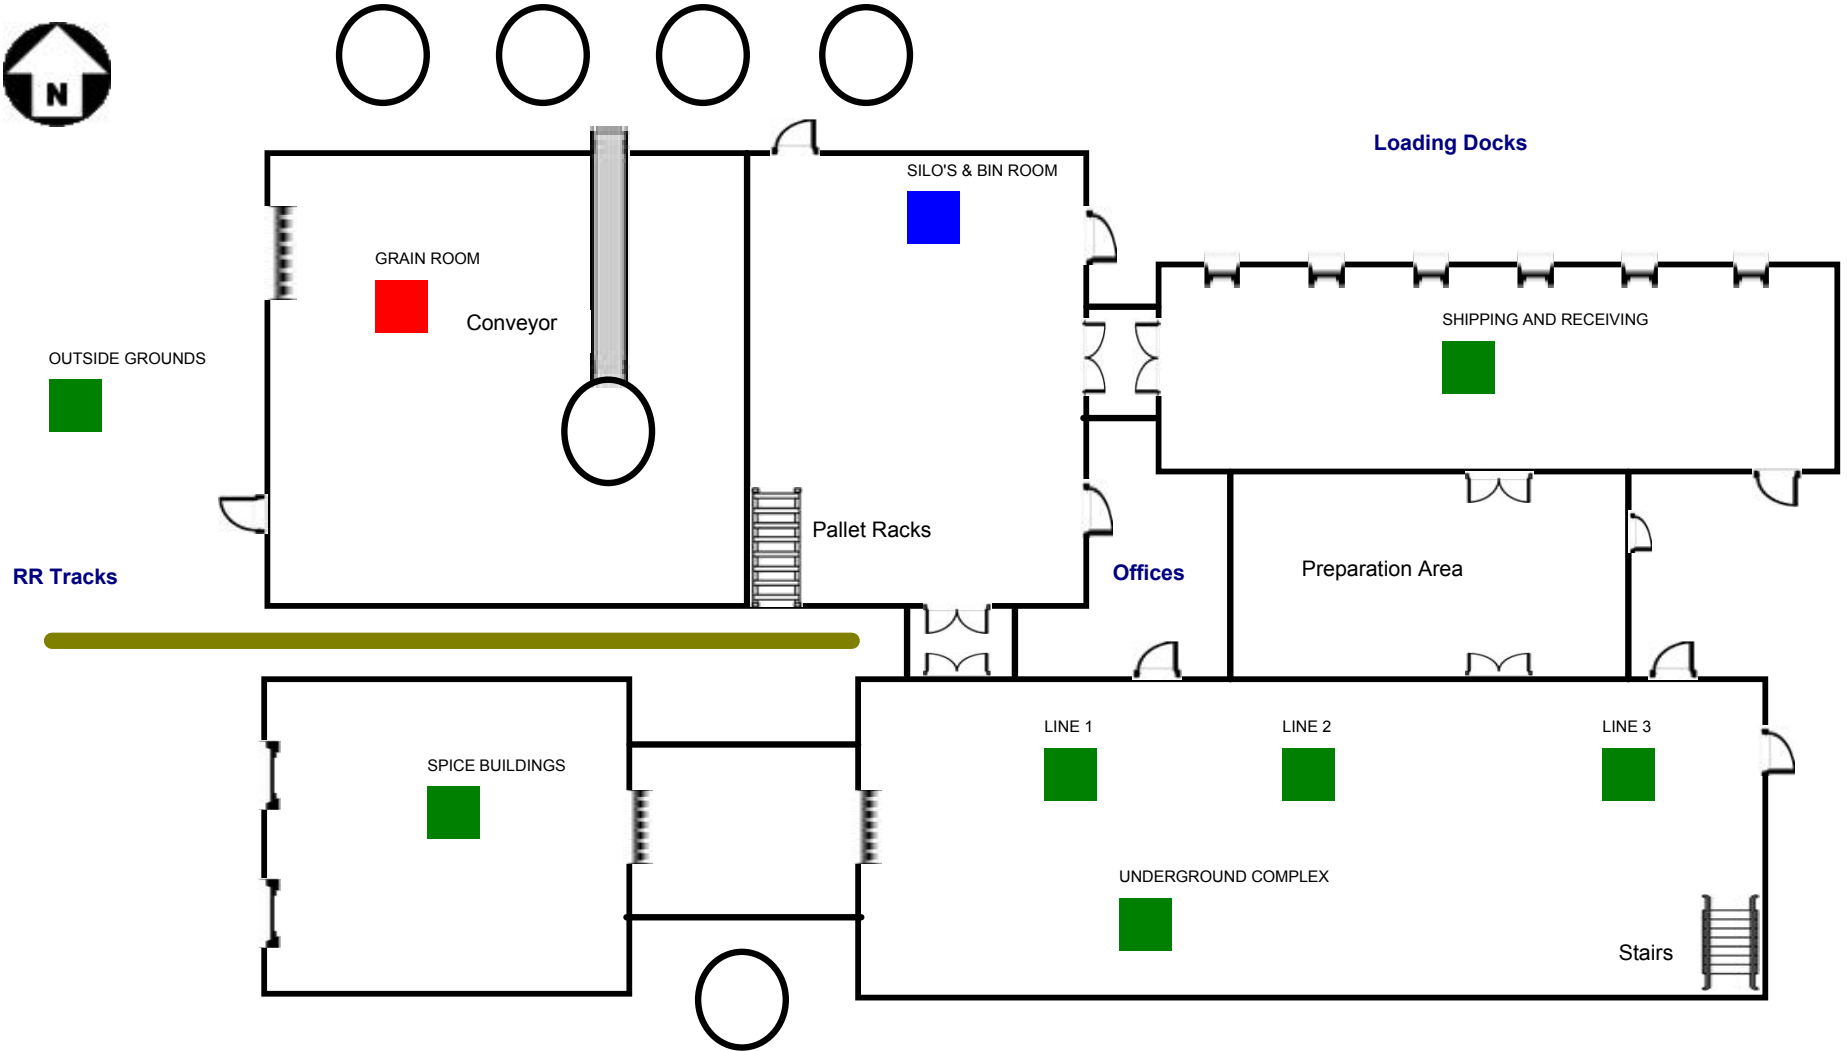 N
Loading Docks
SILO'S & BIN ROOM
GRAIN ROOM
Conveyor
SHIPPING AND RECEIVING
OUTSIDE GROUNDS
Pallet Racks
RR Tracks
Offices
Preparation Area
LINE 1
LINE 2
LINE 3
SPICE BUILDINGS
UNDERGROUND COMPLEX
Stairs